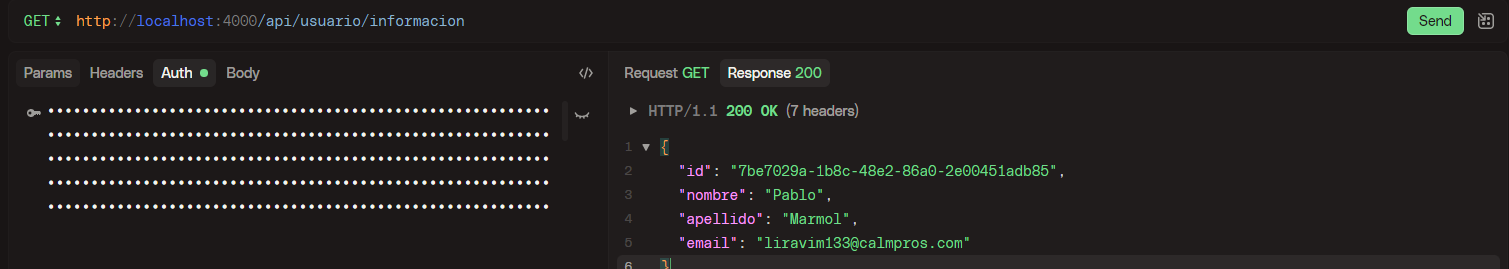 GET http://localhost:4000/api/usuario/informacion Send
Params Headers Auth Body </>
Request GET Response 200
HTTP/1.1 200 OK (7 headers)
1 {
2 "id": "7be7029a-1b8c-48e2-86a0-2e00451adb85",
3 "nombre": "Pablo",
4 "apellido": "Marmol",
5 "email": "liravim133@calmpros.com"
6 }